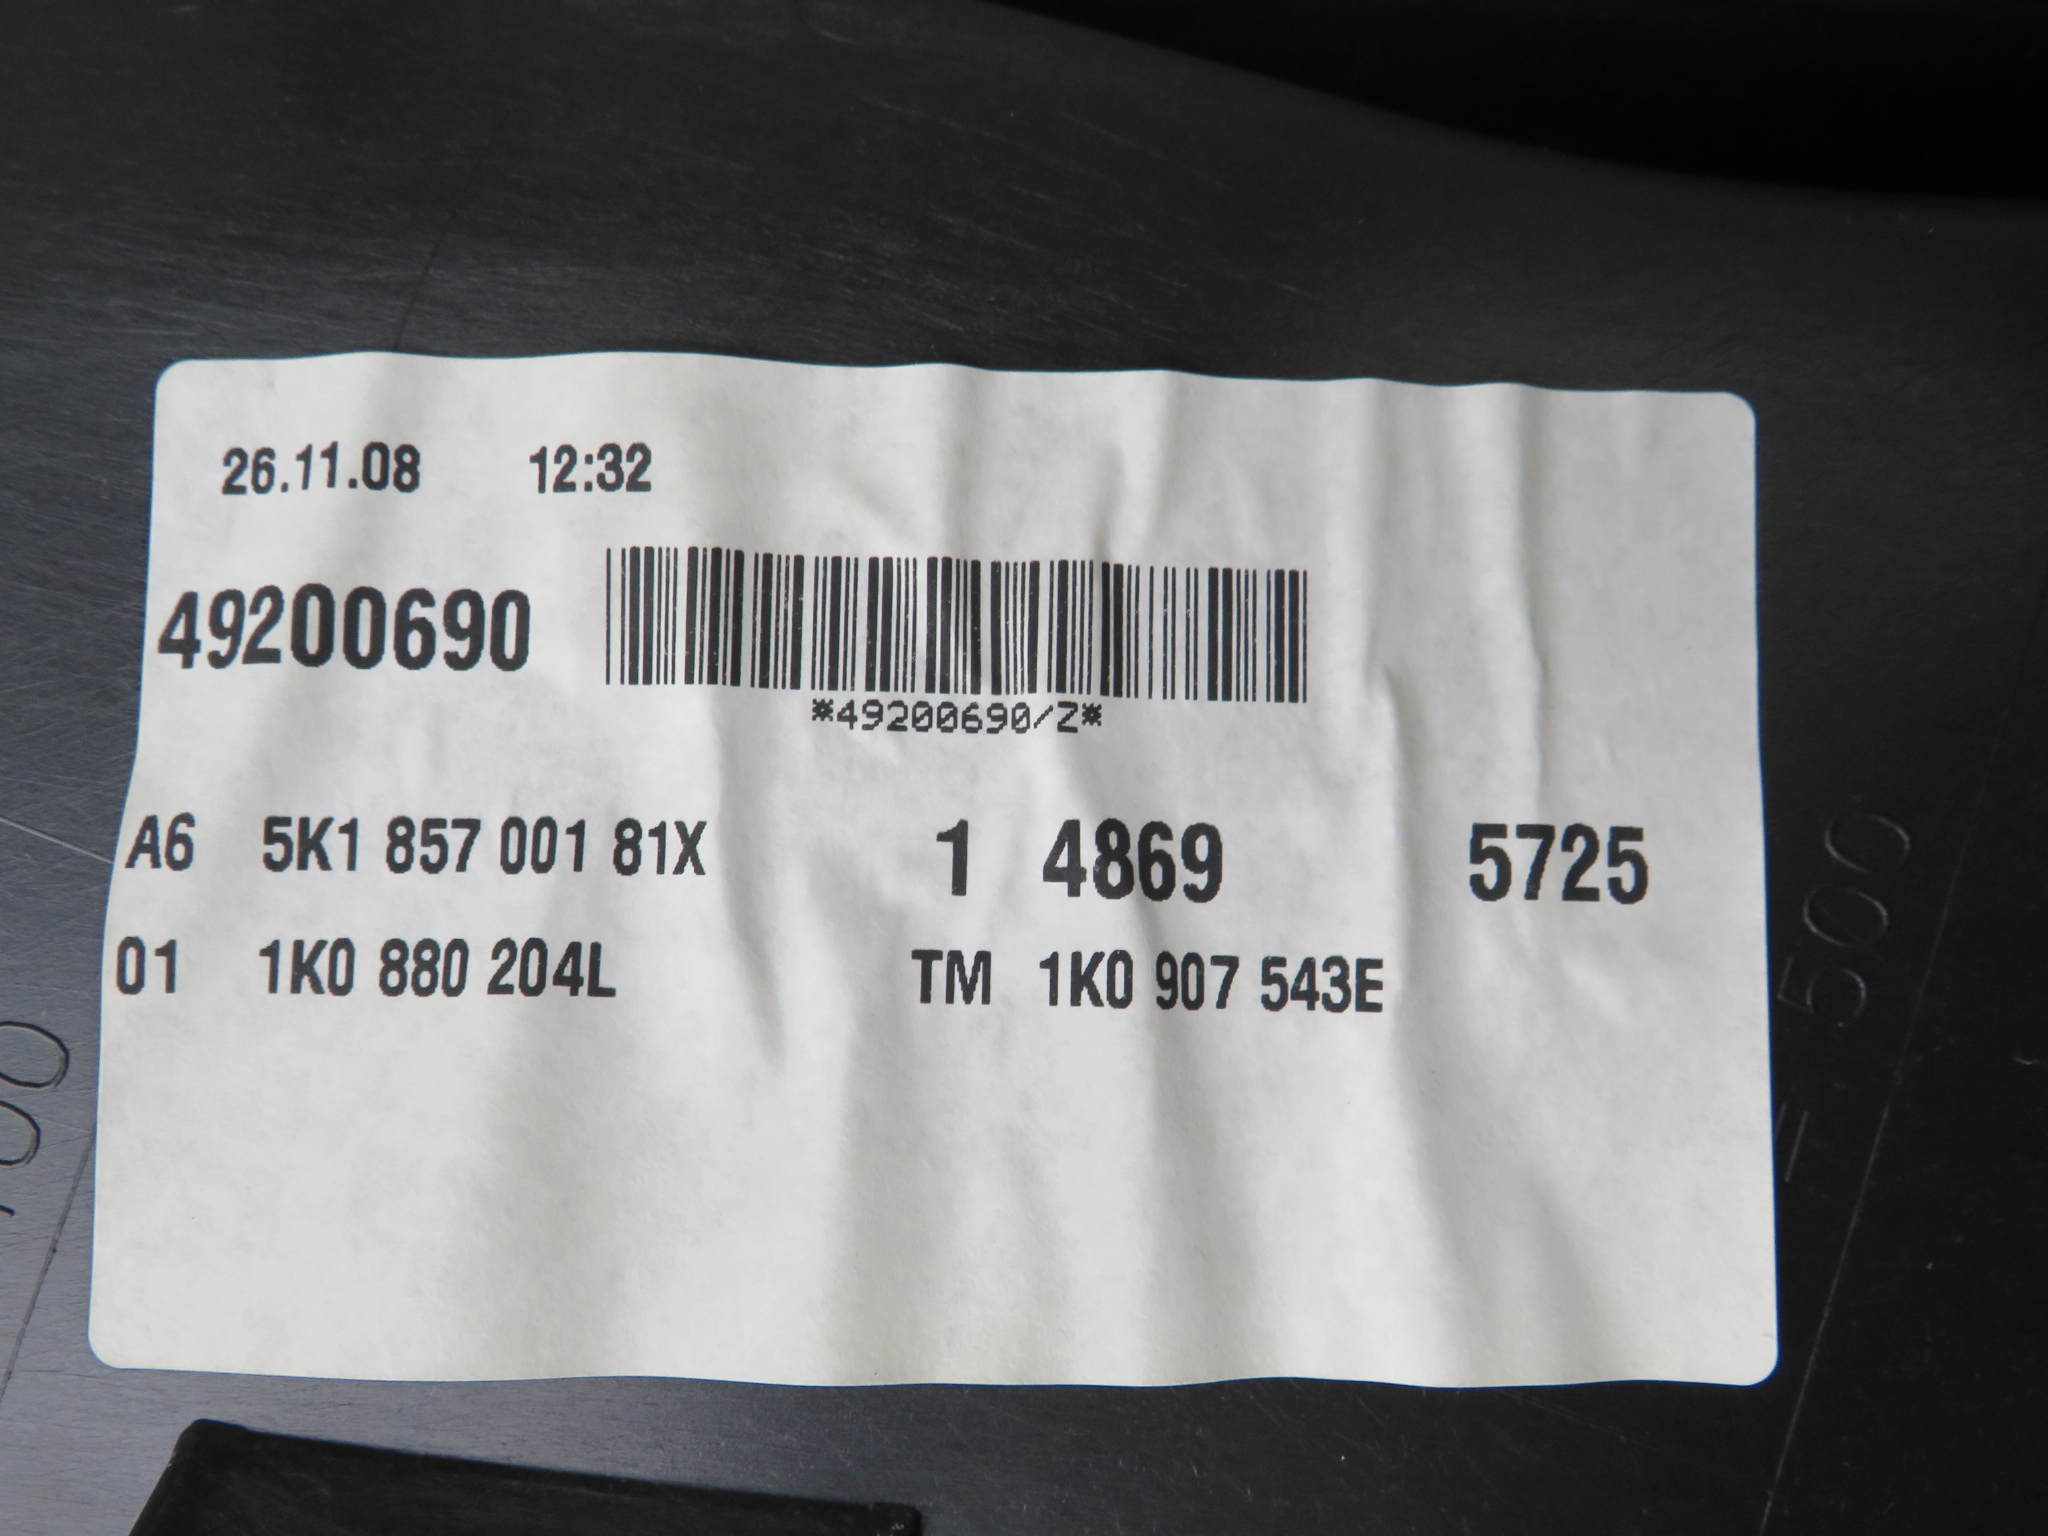 26.11.08 12:32
49200690
*49200690/Z*
A6 5K1 857 001 81X 1 4869 5725
01 1K0 880 204L TM 1K0 907 543E
500